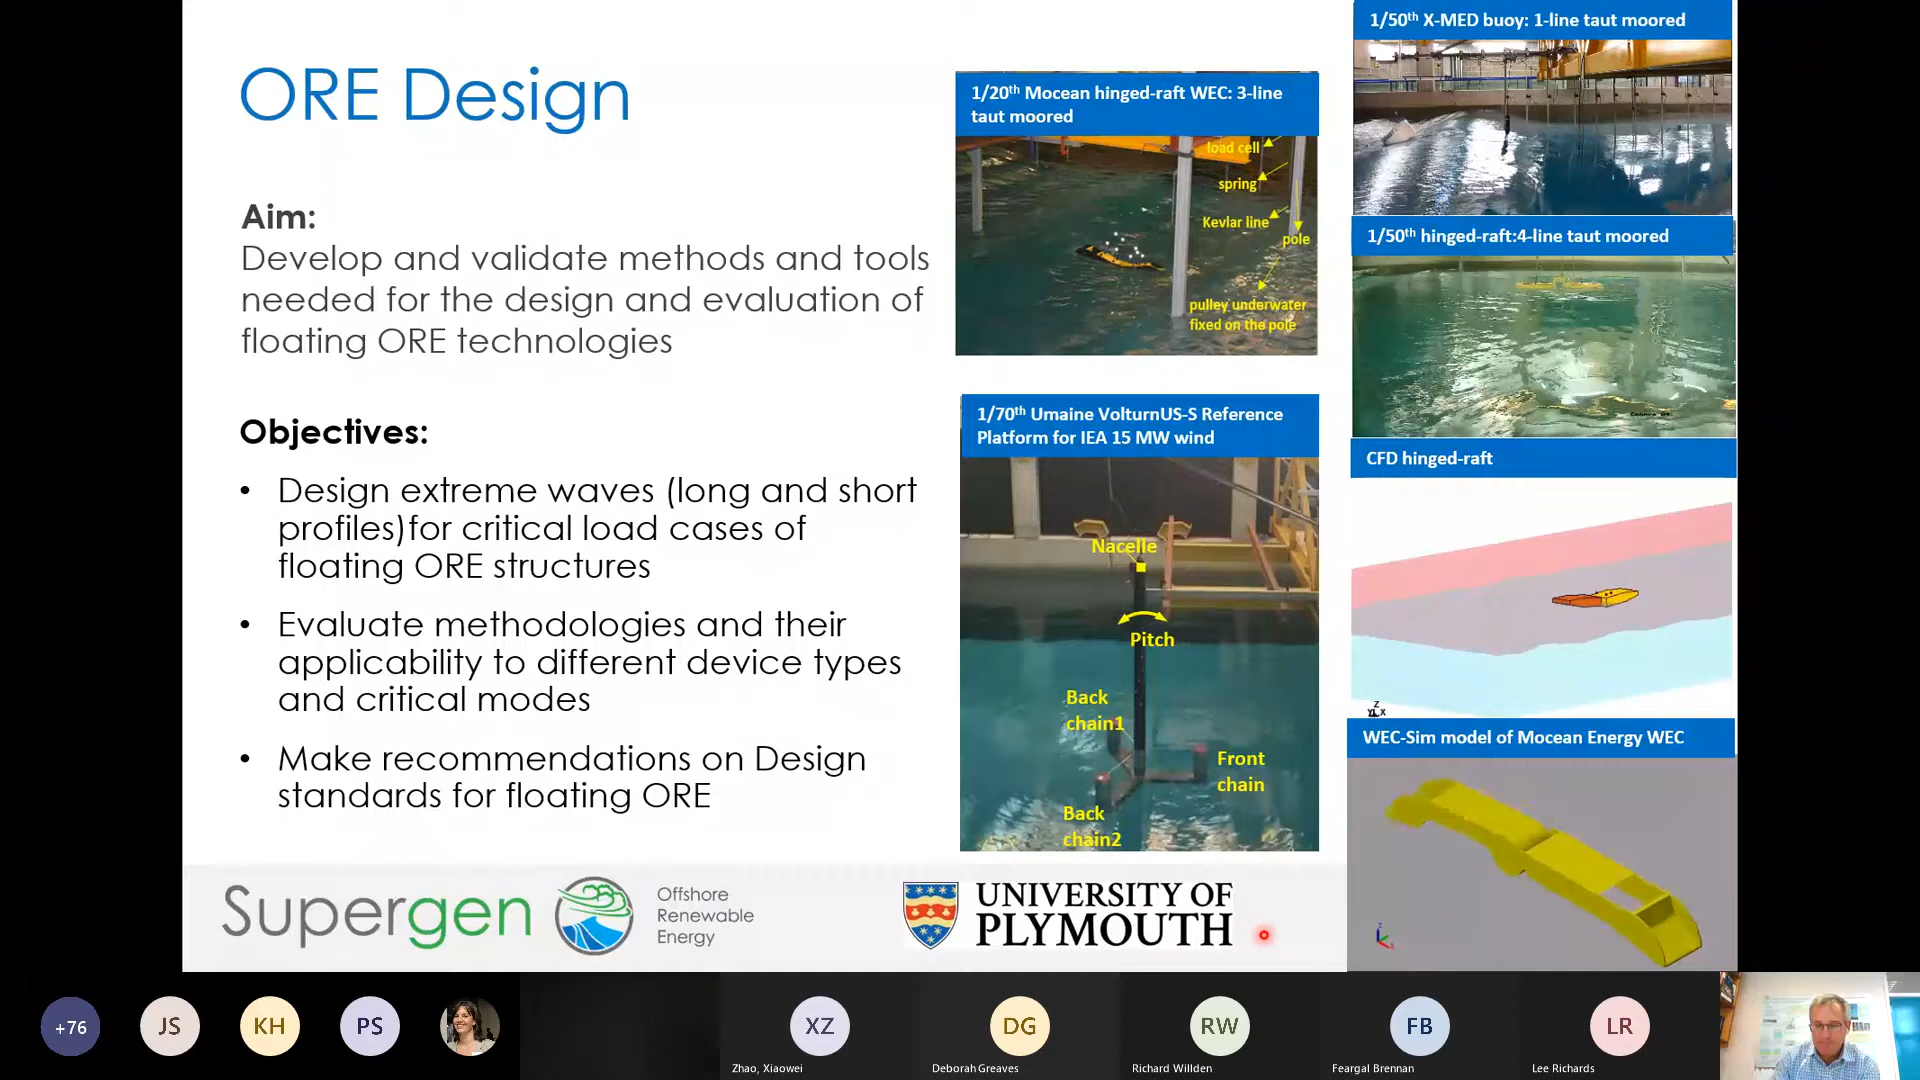 ORE Design
Aim:
Develop and validate methods and tools
needed for the design and evaluation of
floating ORE technologies
Objectives:
• Design extreme waves (long and short
profiles)for critical load cases of
floating ORE structures
• Evaluate methodologies and their
applicability to different device types
and critical modes
• Make recommendations on Design
standards for floating ORE
1/20th Mocean hinged-raft WEC: 3-line
taut moored
load cell
spring
Kevlar line
pole
pulley underwater
fixed on the pole
1/70th Umaine VolturnUS-S Reference
Platform for IEA 15 MW wind
Nacelle
Pitch
Back
chain1
Front
chain
Back
chain2
1/50th X-MED buoy: 1-line taut moored
1/50th hinged-raft:4-line taut moored
CFD hinged-raft
Z
Y X
WEC-Sim model of Mocean Energy WEC
Supergen
Offshore
Renewable
Energy
UNIVERSITY OF
PLYMOUTH
+76
JS
KH
PS
XZ
DG
RW
FB
LR
Zhao, Xiaowei
Deborah Greaves
Richard Willden
Feargal Brennan
Lee Richards